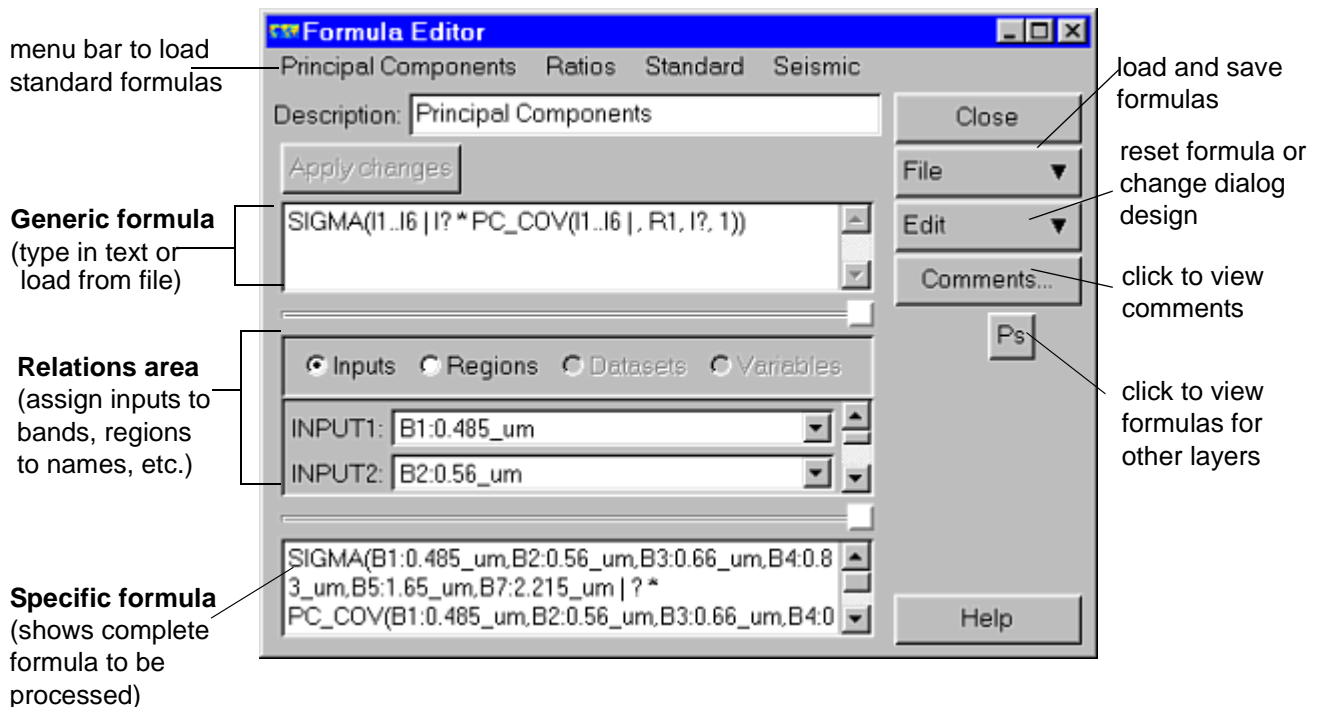 menu bar to load
standard formulas
Generic formula
(type in text or
load from file)
Relations area
(assign inputs to
bands, regions
to names, etc.)
Specific formula
(shows complete
formula to be
processed)
Formula Editor
Principal Components Ratios Standard Seismic
Description: Principal Components
Apply changes
SIGMA(I1..I6 | I? * PC_COV(I1..I6 | , R1, I?, 1))
Inputs Regions Datasets Variables
INPUT1: B1:0.485_um
INPUT2: B2:0.56_um
SIGMA(B1:0.485_um,B2:0.56_um,B3:0.66_um,B4:0.8
3_um,B5:1.65_um,B7:2.215_um | ? *
PC_COV(B1:0.485_um,B2:0.56_um,B3:0.66_um,B4:0
Close
File
Edit
Comments...
Ps
Help
load and save
formulas
reset formula or
change dialog
design
click to view
comments
click to view
formulas for
other layers